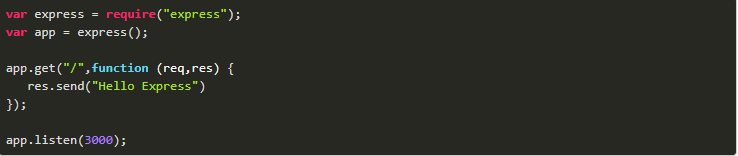 var express = require("express");
var app = express();
app.get("/",function (req,res) {
   res.send("Hello Express")
});
app.listen(3000);